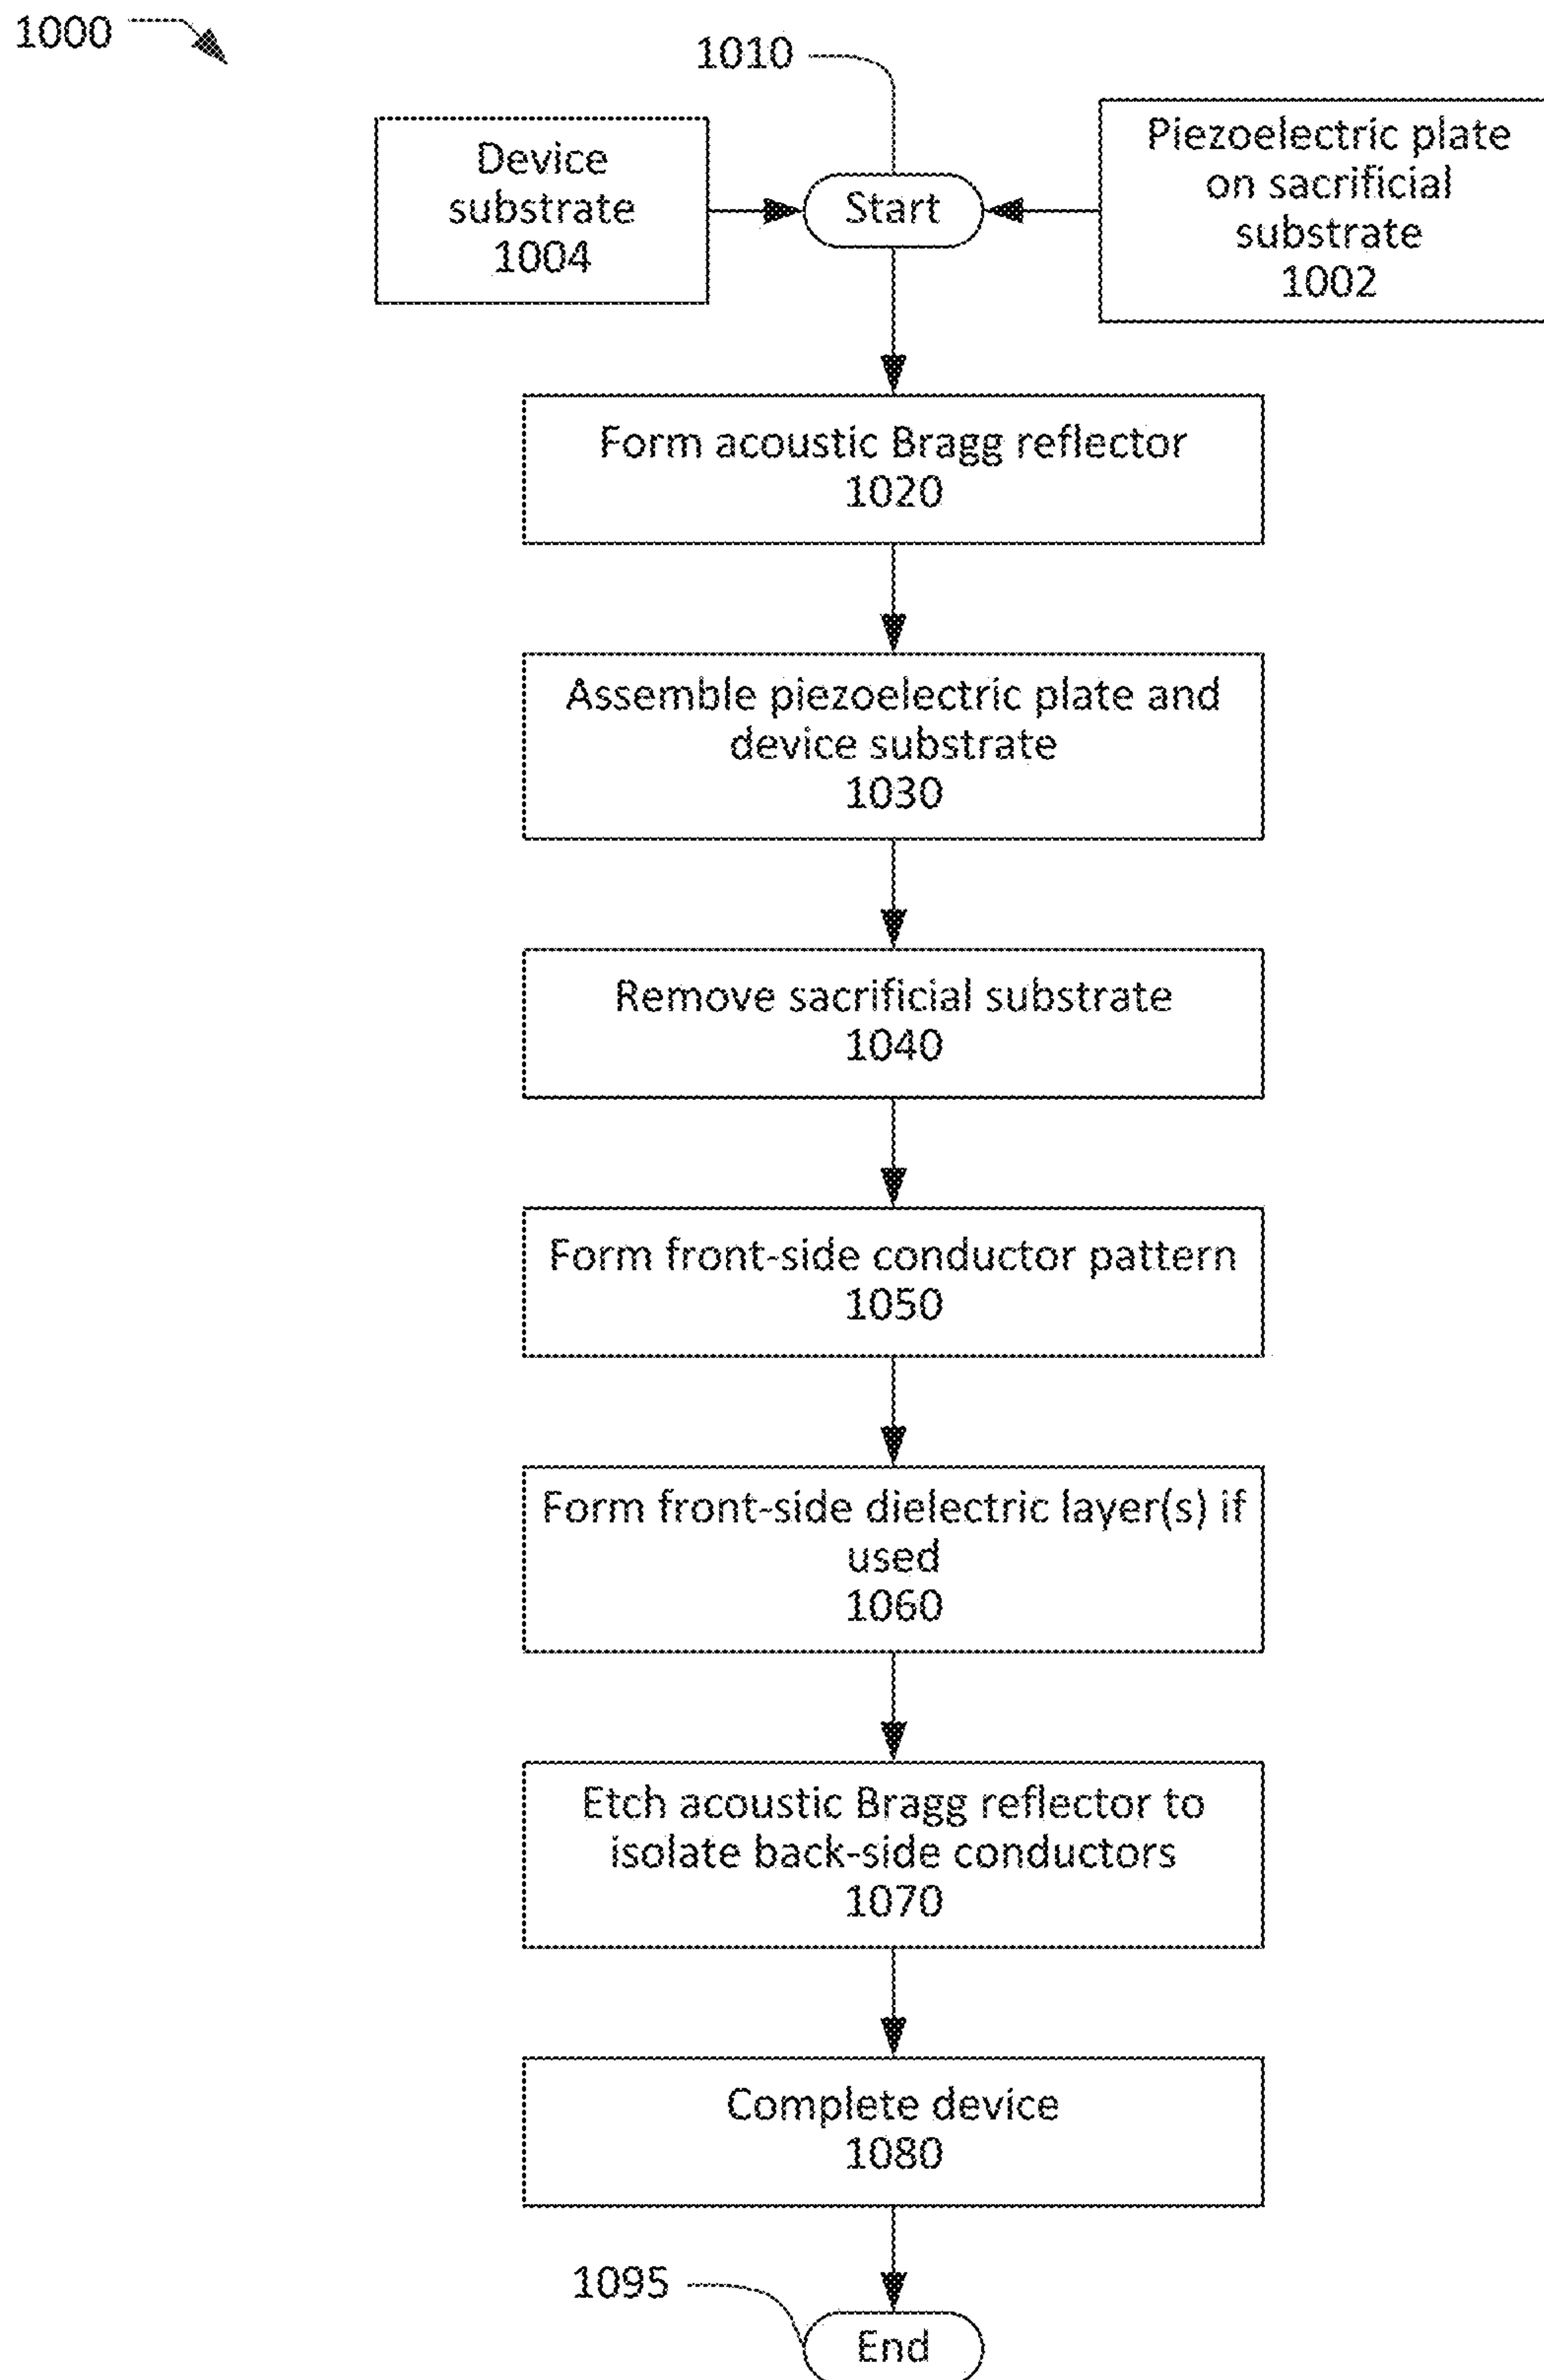 1000
1010
Device
substrate
1004
Start
Piezoelectric plate
on sacrificial
substrate
1002
Form acoustic Bragg reflector
1020
Assemble piezoelectric plate and
device substrate
1030
Remove sacrificial substrate
1040
Form front-side conductor pattern
1050
Form front-side dielectric layer(s) if
used
1060
Etch acoustic Bragg reflector to
isolate back-side conductors
1070
Complete device
1080
1095
End